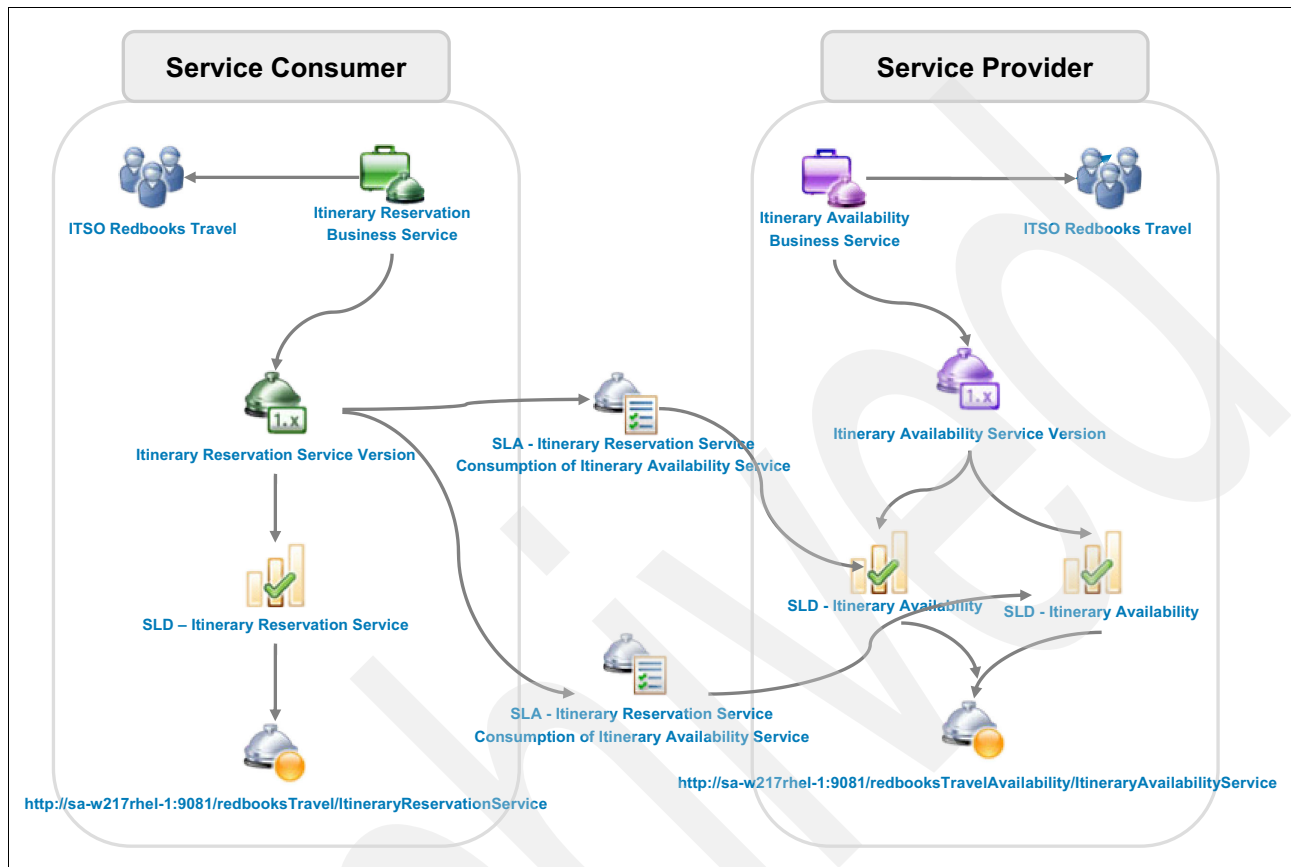 Service Consumer
Service Provider
ITSO Redbooks Travel
Itinerary Reservation
Business Service
Itinerary Availability
Business Service
ITSO Redbooks Travel
1.x
Itinerary Reservation Service Version
SLA - Itinerary Reservation Service
Consumption of Itinerary Availability Service
1.x
Itinerary Availability Service Version
SLD – Itinerary Reservation Service
SLD - Itinerary Availability
SLD - Itinerary Availability
SLA - Itinerary Reservation Service
Consumption of Itinerary Availability Service
http://sa-w217rhel-1:9081/redbooksTravel/ItineraryReservationService
http://sa-w217rhel-1:9081/redbooksTravelAvailability/ItineraryAvailabilityService